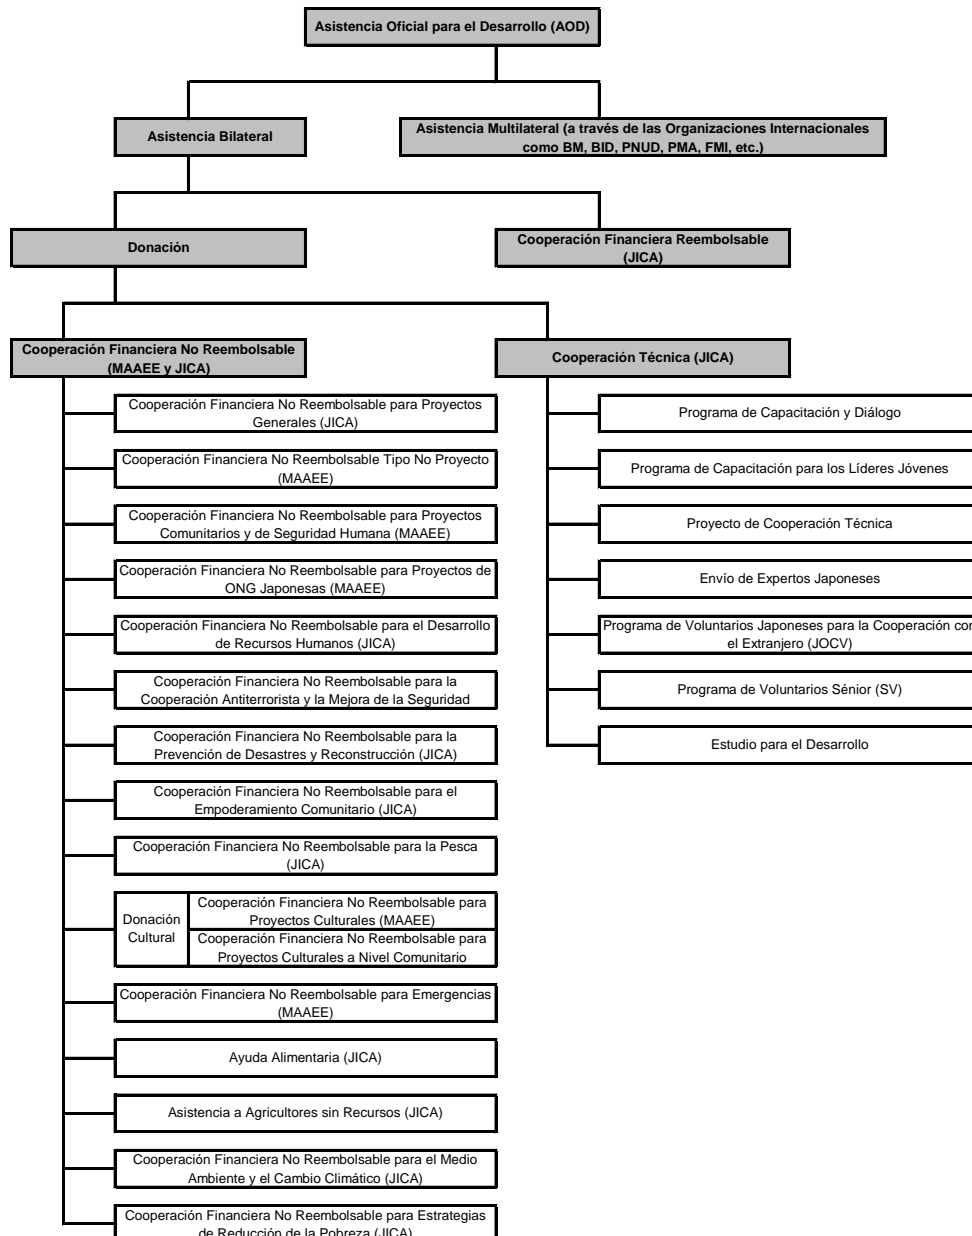 Asistencia Oficial para el Desarrollo (AOD)
Asistencia Bilateral
Asistencia Multilateral (a través de las Organizaciones Internacionales
como BM, BID, PNUD, PMA, FMI, etc.)
Donación
Cooperación Financiera Reembolsable
(JICA)
Cooperación Financiera No Reembolsable
(MAAEE y JICA)
Cooperación Financiera No Reembolsable para Proyectos
Generales (JICA)
Cooperación Financiera No Reembolsable Tipo No Proyecto
(MAAEE)
Cooperación Financiera No Reembolsable para Proyectos
Comunitarios y de Seguridad Humana (MAAEE)
Cooperación Financiera No Reembolsable para Proyectos de
ONG Japonesas (MAAEE)
Cooperación Financiera No Reembolsable para el Desarrollo
de Recursos Humanos (JICA)
Cooperación Financiera No Reembolsable para la
Cooperación Antiterrorista y la Mejora de la Seguridad
Cooperación Financiera No Reembolsable para la
Prevención de Desastres y Reconstrucción (JICA)
Cooperación Financiera No Reembolsable para el
Empoderamiento Comunitario (JICA)
Cooperación Financiera No Reembolsable para la Pesca
(JICA)
Donación
Cultural
Cooperación Financiera No Reembolsable para
Proyectos Culturales (MAAEE)
Cooperación Financiera No Reembolsable para
Proyectos Culturales a Nivel Comunitario
Cooperación Financiera No Reembolsable para Emergencias
(MAAEE)
Ayuda Alimentaria (JICA)
Asistencia a Agricultores sin Recursos (JICA)
Cooperación Financiera No Reembolsable para el Medio
Ambiente y el Cambio Climático (JICA)
Cooperación Financiera No Reembolsable para Estrategias
de Reducción de la Pobreza (JICA)
Cooperación Técnica (JICA)
Programa de Capacitación y Diálogo
Programa de Capacitación para los Líderes Jóvenes
Proyecto de Cooperación Técnica
Envío de Expertos Japoneses
Programa de Voluntarios Japoneses para la Cooperación con
el Extranjero (JOCV)
Programa de Voluntarios Sénior (SV)
Estudio para el Desarrollo